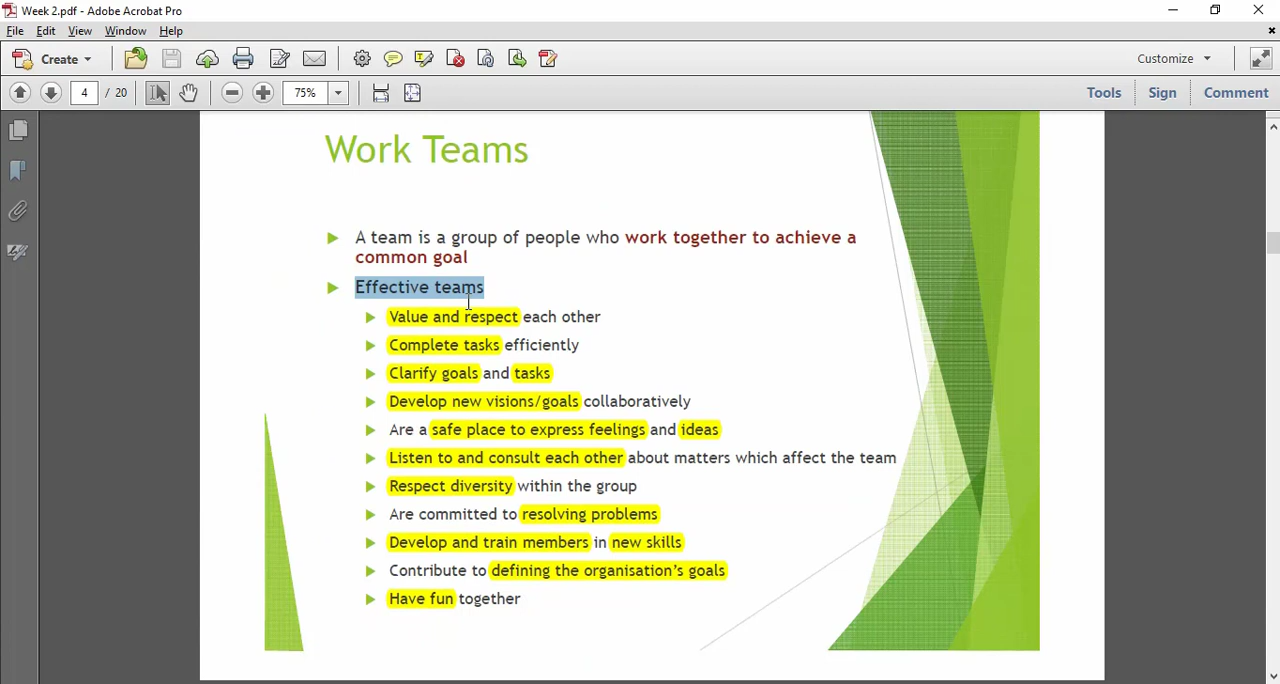 Week 2.pdf - Adobe Acrobat Pro
File Edit View Window Help
Create Customize
4 / 20 75% Tools Sign Comment
Work Teams
A team is a group of people who work together to achieve a
common goal
Effective teams
Value and respect each other
Complete tasks efficiently
Clarify goals and tasks
Develop new visions/goals collaboratively
Are a safe place to express feelings and ideas
Listen to and consult each other about matters which affect the team
Respect diversity within the group
Are committed to resolving problems
Develop and train members in new skills
Contribute to defining the organisation's goals
Have fun together